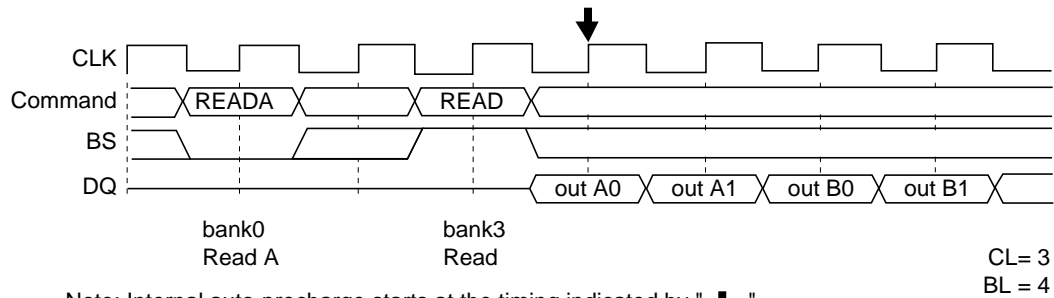 CLK
Command READA READ
BS
DQ out A0 out A1 out B0 out B1
bank0 bank3
Read A Read
CL= 3
BL = 4
Note: Internal auto-precharge starts at the timing indicated by " ".